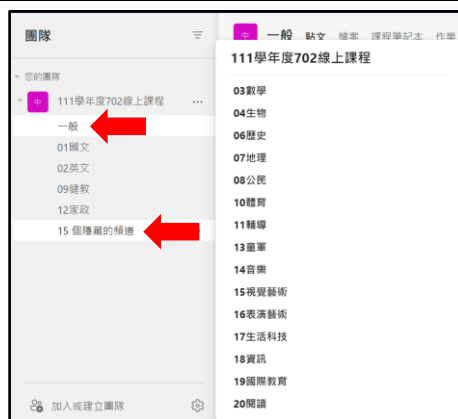 團隊
您的團隊
中 111學年度702線上課程 ...
一般
01國文
02英文
09健教
12家政
15 個隱藏的頻道
加入或建立團隊
中 一般 貼文 檔案 課程筆記本 作業
111學年度702線上課程
03數學
04生物
06歷史
07地理
08公民
10體育
11輔導
13童軍
14音樂
15視覺藝術
16表演藝術
17生活科技
18資訊
19國際教育
20閱讀